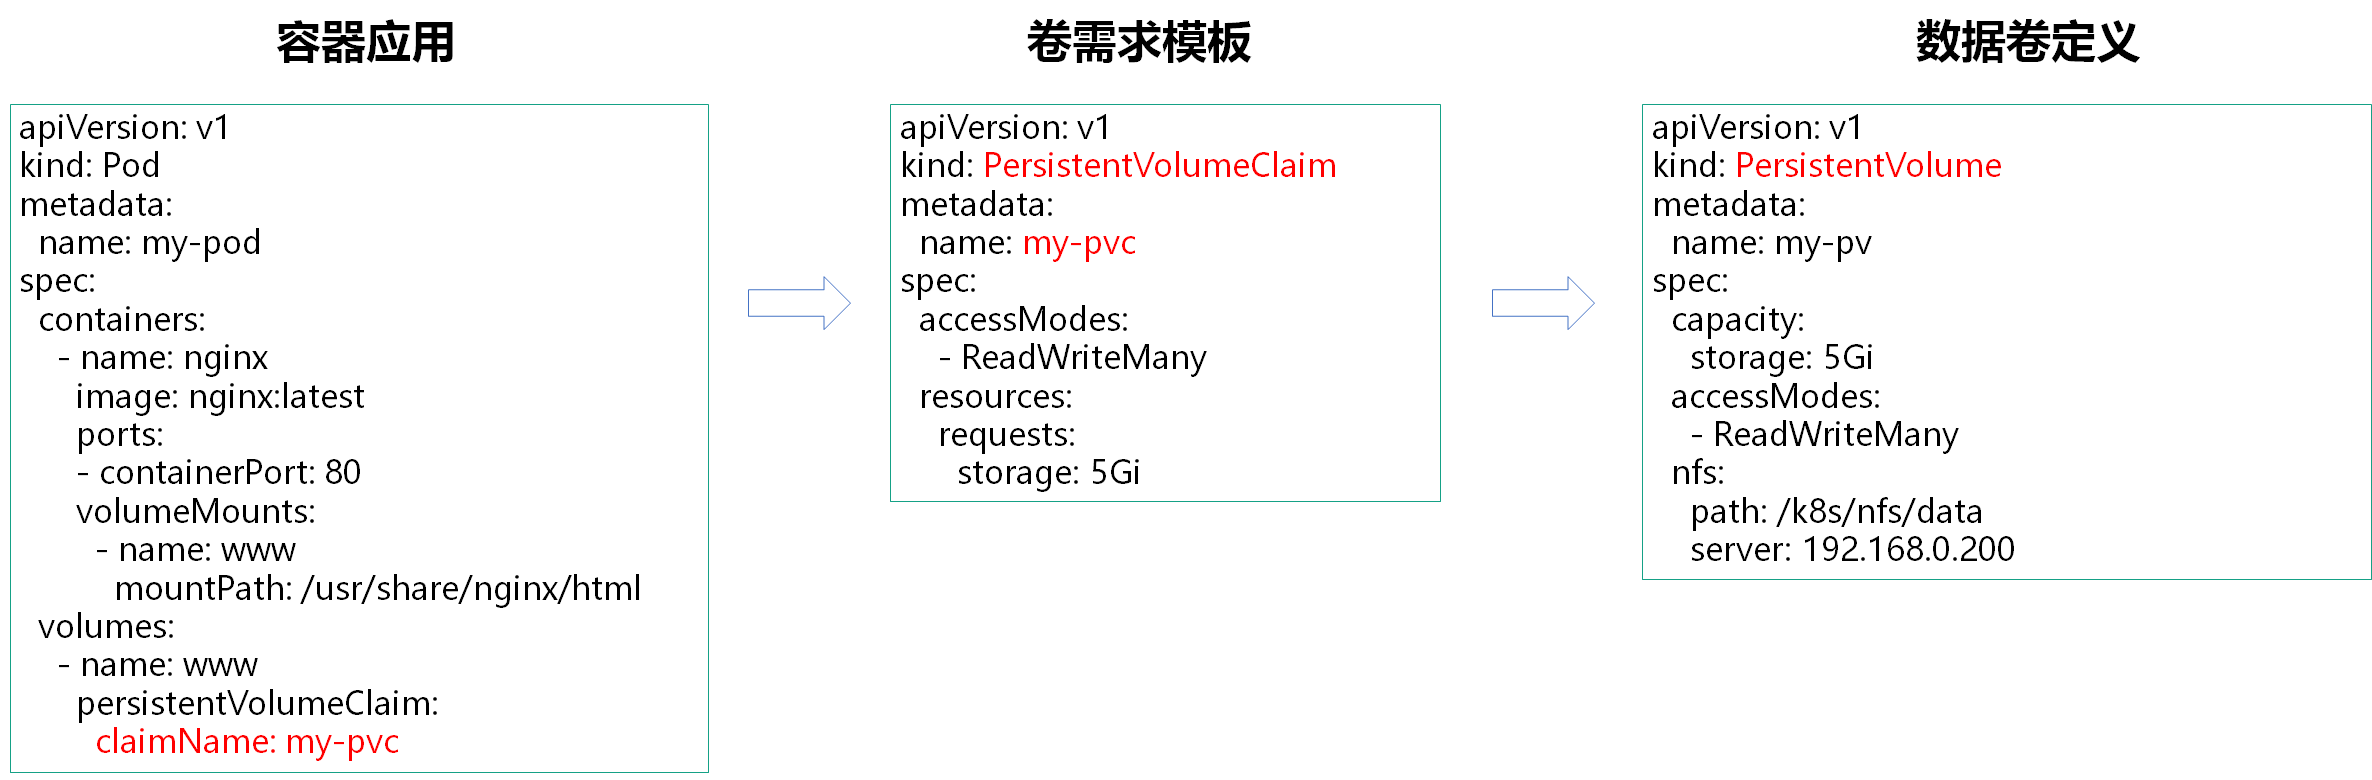 容器应用
apiVersion: v1
kind: Pod
metadata:
  name: my-pod
spec:
  containers:
    - name: nginx
      image: nginx:latest
      ports:
      - containerPort: 80
      volumeMounts:
        - name: www
          mountPath: /usr/share/nginx/html
  volumes:
    - name: www
      persistentVolumeClaim:
        claimName: my-pvc
卷需求模板
apiVersion: v1
kind: PersistentVolumeClaim
metadata:
  name: my-pvc
spec:
  accessModes:
    - ReadWriteMany
  resources:
    requests:
      storage: 5Gi
数据卷定义
apiVersion: v1
kind: PersistentVolume
metadata:
  name: my-pv
spec:
  capacity:
    storage: 5Gi
  accessModes:
    - ReadWriteMany
  nfs:
    path: /k8s/nfs/data
    server: 192.168.0.200